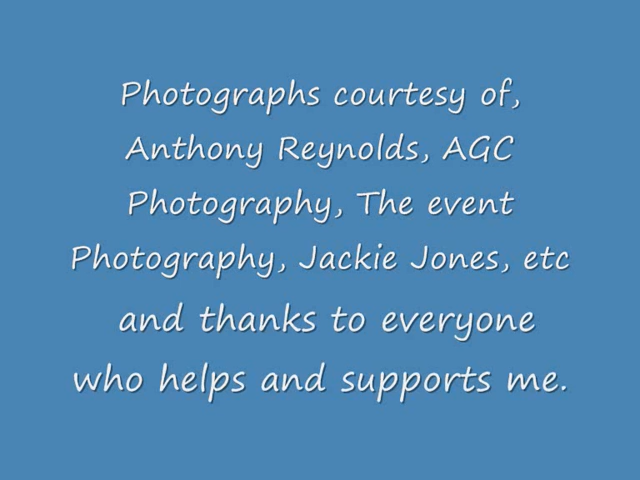 Photographs courtesy of,
Anthony Reynolds, AGC
Photography, The event
Photography, Jackie Jones, etc
and thanks to everyone
who helps and supports me.